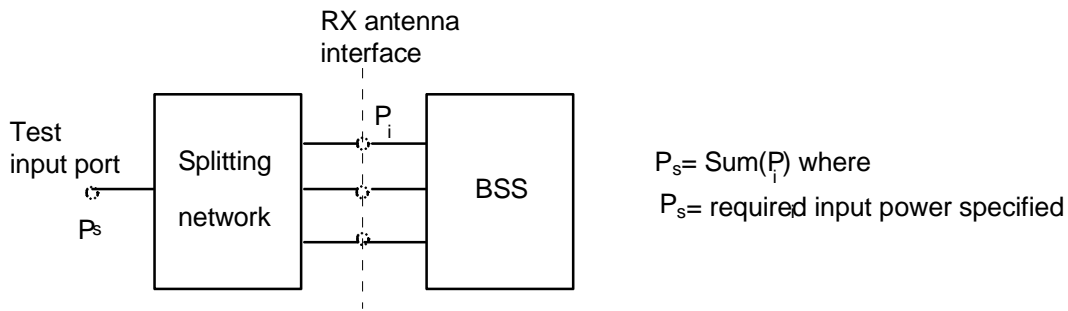 RX antenna
interface
Pi
Test
input port
Ps
Splitting
network
BSS
Ps= Sum(Pi) where
Ps= required input power specified